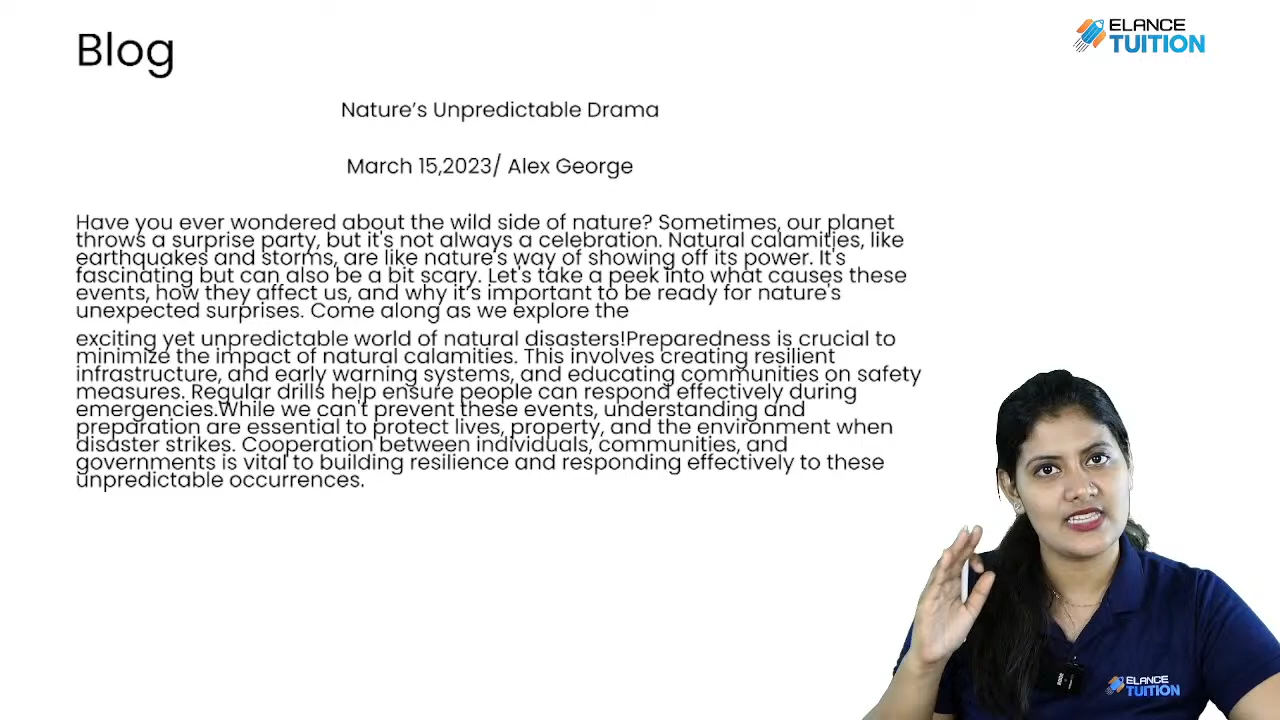 Blog
ELANCE
TUITION
Nature’s Unpredictable Drama
March 15,2023/ Alex George
Have you ever wondered about the wild side of nature? Sometimes, our planet
throws a surprise party, but it's not always a celebration. Natural calamities, like
earthquakes and storms, are like nature's way of showing off its power. It's
fascinating but can also be a bit scary. Let's take a peek into what causes these
events, how they affect us, and why it’s important to be ready for nature's
unexpected surprises. Come along as we explore the
exciting yet unpredictable world of natural disasters!Preparedness is crucial to
minimize the impact of natural calamities. This involves creating resilient
infrastructure, and early warning systems, and educating communities on safety
measures. Regular drills help ensure people can respond effectively during
emergencies.While we can't prevent these events, understanding and
preparation are essential to protect lives, property, and the environment when
disaster strikes. Cooperation between individuals, communities, and
governments is vital to building resilience and responding effectively to these
unpredictable occurrences.
ELANCE
TUITION